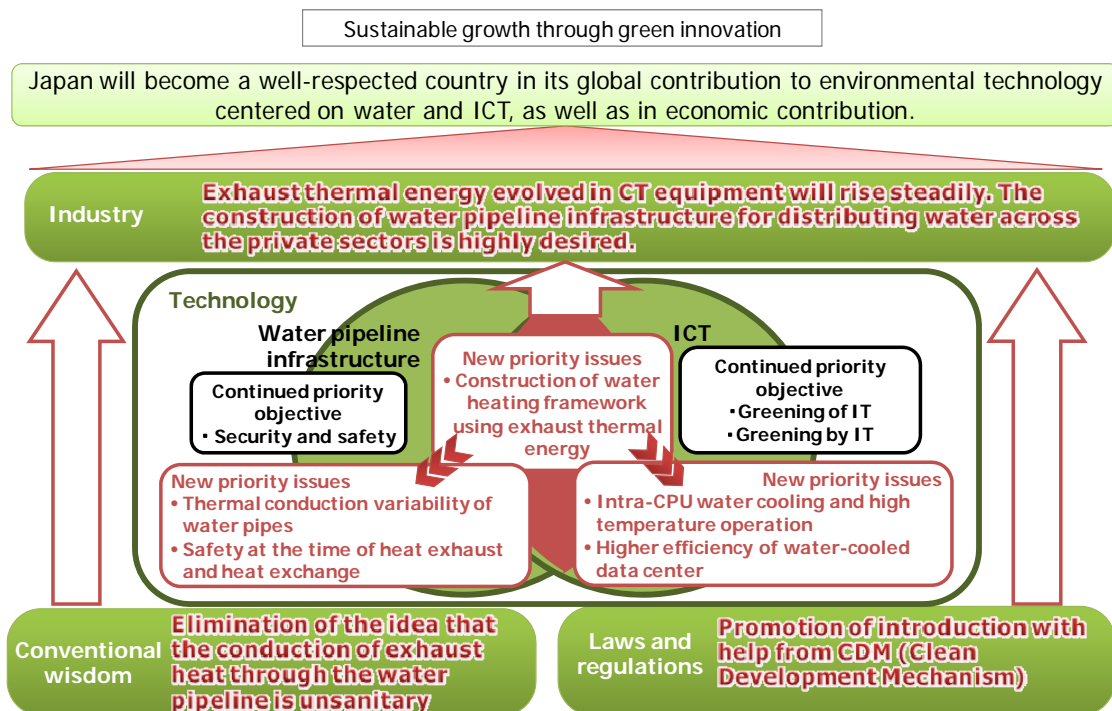 Sustainable growth through green innovation
Japan will become a well-respected country in its global contribution to environmental technology
centered on water and ICT, as well as in economic contribution.
Industry
Exhaust thermal energy evolved in CT equipment will rise steadily. The
construction of water pipeline infrastructure for distributing water across
the private sectors is highly desired.
Technology
Water pipeline
infrastructure
ICT
Continued priority
objective
・Security and safety
New priority issues
• Construction of water
heating framework
using exhaust thermal
energy
Continued priority
objective
・Greening of IT
・Greening by IT
New priority issues
• Thermal conduction variability of
water pipes
• Safety at the time of heat exhaust
and heat exchange
New priority issues
• Intra-CPU water cooling and high
temperature operation
• Higher efficiency of water-cooled
data center
Conventional
wisdom
Elimination of the idea that
the conduction of exhaust
heat through the water
pipeline is unsanitary
Laws and
regulations
Promotion of introduction with
help from CDM (Clean
Development Mechanism)